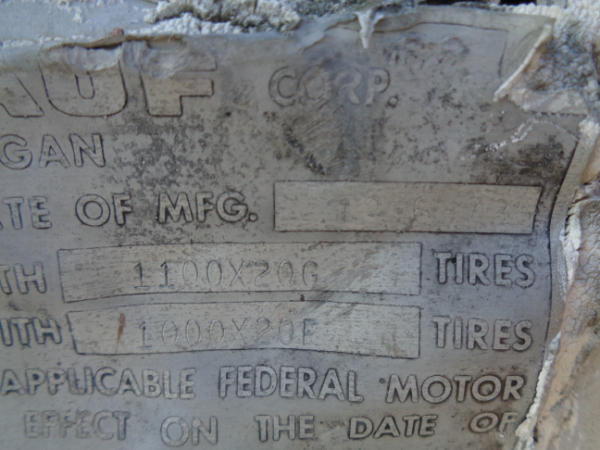 AUF CORP.
GAN
ATE OF MFG.
TH 1100X20G TIRES
ITH 1000X20F TIRES
APPLICABLE FEDERAL MOTOR
EFFECT ON THE DATE OF